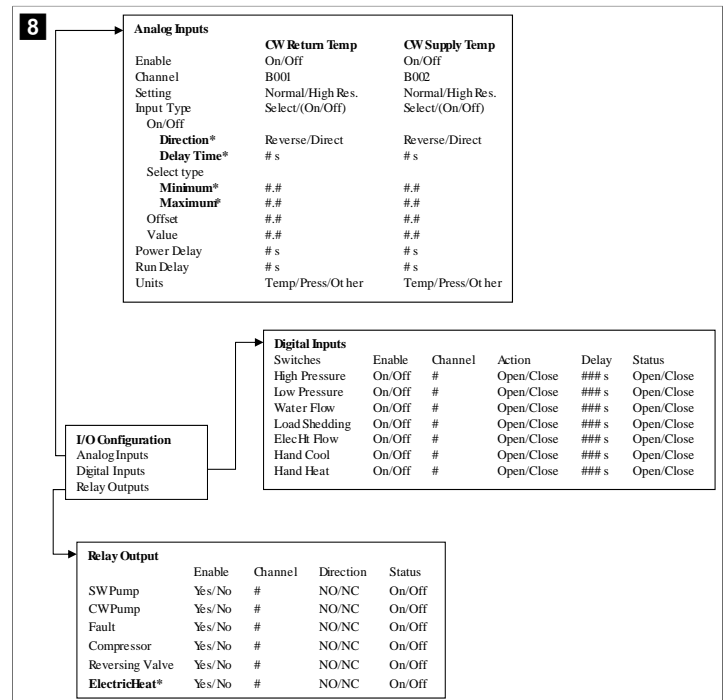 8
Analog Inputs
CW Return Temp CW Supply Temp
Enable On/Off On/Off
Channel B001 B002
Setting Normal/High Res. Normal/High Res.
Input Type Select/(On/Off) Select/(On/Off)
On/Off
Direction* Reverse/Direct Reverse/Direct
Delay Time* # s # s
Select type
Minimum* #.# #.#
Maximum* #.# #.#
Offset #.# #.#
Value #.# #.#
Power Delay # s # s
Run Delay # s # s
Units Temp/Press/Other Temp/Press/Other
Digital Inputs
Switches Enable Channel Action Delay Status
High Pressure On/Off # Open/Close ### s Open/Close
Low Pressure On/Off # Open/Close ### s Open/Close
Water Flow On/Off # Open/Close ### s Open/Close
Load Shedding On/Off # Open/Close ### s Open/Close
Elec Ht Flow On/Off # Open/Close ### s Open/Close
Hand Cool On/Off # Open/Close ### s Open/Close
Hand Heat On/Off # Open/Close ### s Open/Close
I/O Configuration
Analog Inputs
Digital Inputs
Relay Outputs
Relay Output
Enable Channel Direction Status
SW Pump Yes/No # NO/NC On/Off
CW Pump Yes/No # NO/NC On/Off
Fault Yes/No # NO/NC On/Off
Compressor Yes/No # NO/NC On/Off
Reversing Valve Yes/No # NO/NC On/Off
Electric Heat* Yes/No # NO/NC On/Off